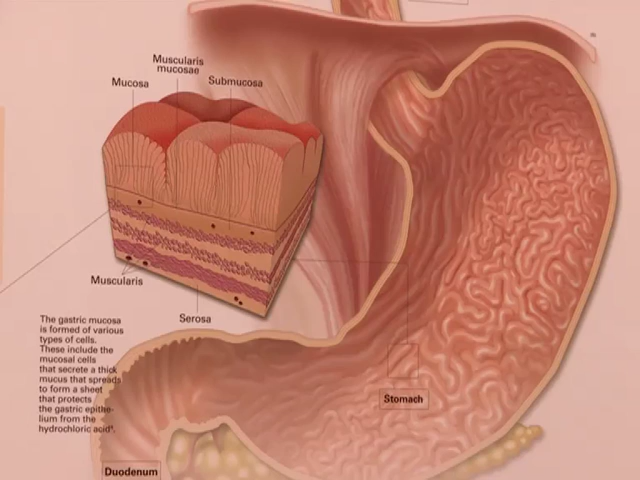 Muscularis
mucosae
Mucosa
Submucosa
Muscularis
Serosa
The gastric mucosa
is formed of various
types of cells.
These include the
mucosal cells
that secrete a thick
mucus that spreads
to form a sheet
that protects
the gastric epithe-
lium from the
hydrochloric acid
Stomach
Duodenum